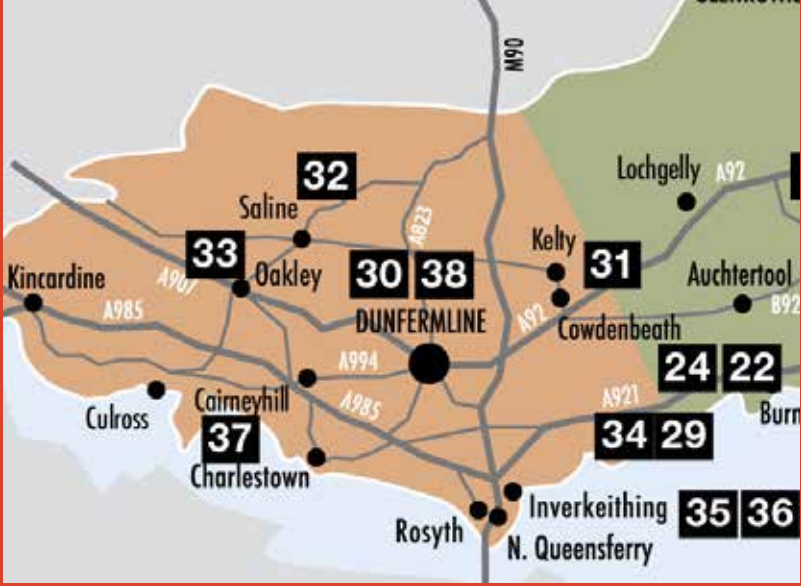 M90
Lochgelly
A92
32
Saline
A823
Kelty
33
31
Kincardine
A907
Oakley
30
38
Auchtertool
A985
DUNFERMLINE
A92
Cowdenbeath
B92
A994
24
22
Culross
Cairneyhill
A985
A921
Burn
37
34
29
Charlestown
Inverkeithing
35
36
Rosyth
N. Queensferry